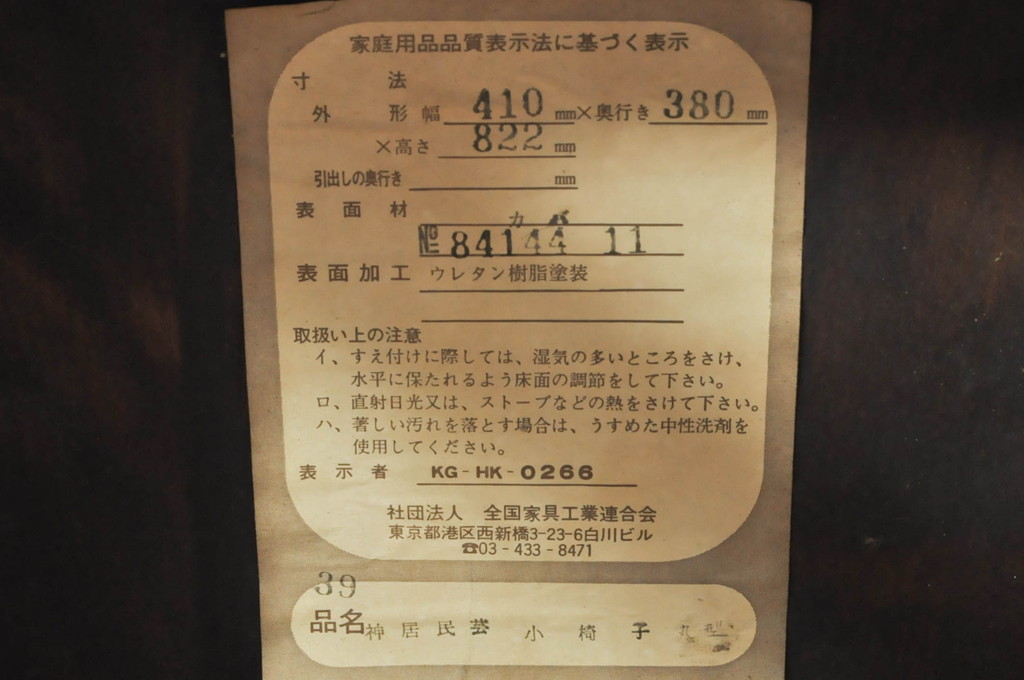 家庭用品品質表示法に基づく表示
寸法
外形 幅 410 mm×奥行き 380 mm
×高さ 822 mm
引出しの奥行き mm
表面材 カバ
№ 84144 11
表面加工 ウレタン樹脂塗装
取扱い上の注意
イ、すえ付けに際しては、湿気の多いところをさけ、
水平に保たれるよう床面の調節をして下さい。
ロ、直射日光又は、ストーブなどの熱をさけて下さい。
ハ、著しい汚れを落とす場合は、うすめた中性洗剤を
使用してください。
表示者 KG-HK-0266
社団法人 全国家具工業連合会
東京都港区西新橋3-23-6白川ビル
☎03-433-8471
39
品名 神居民芸 小椅子